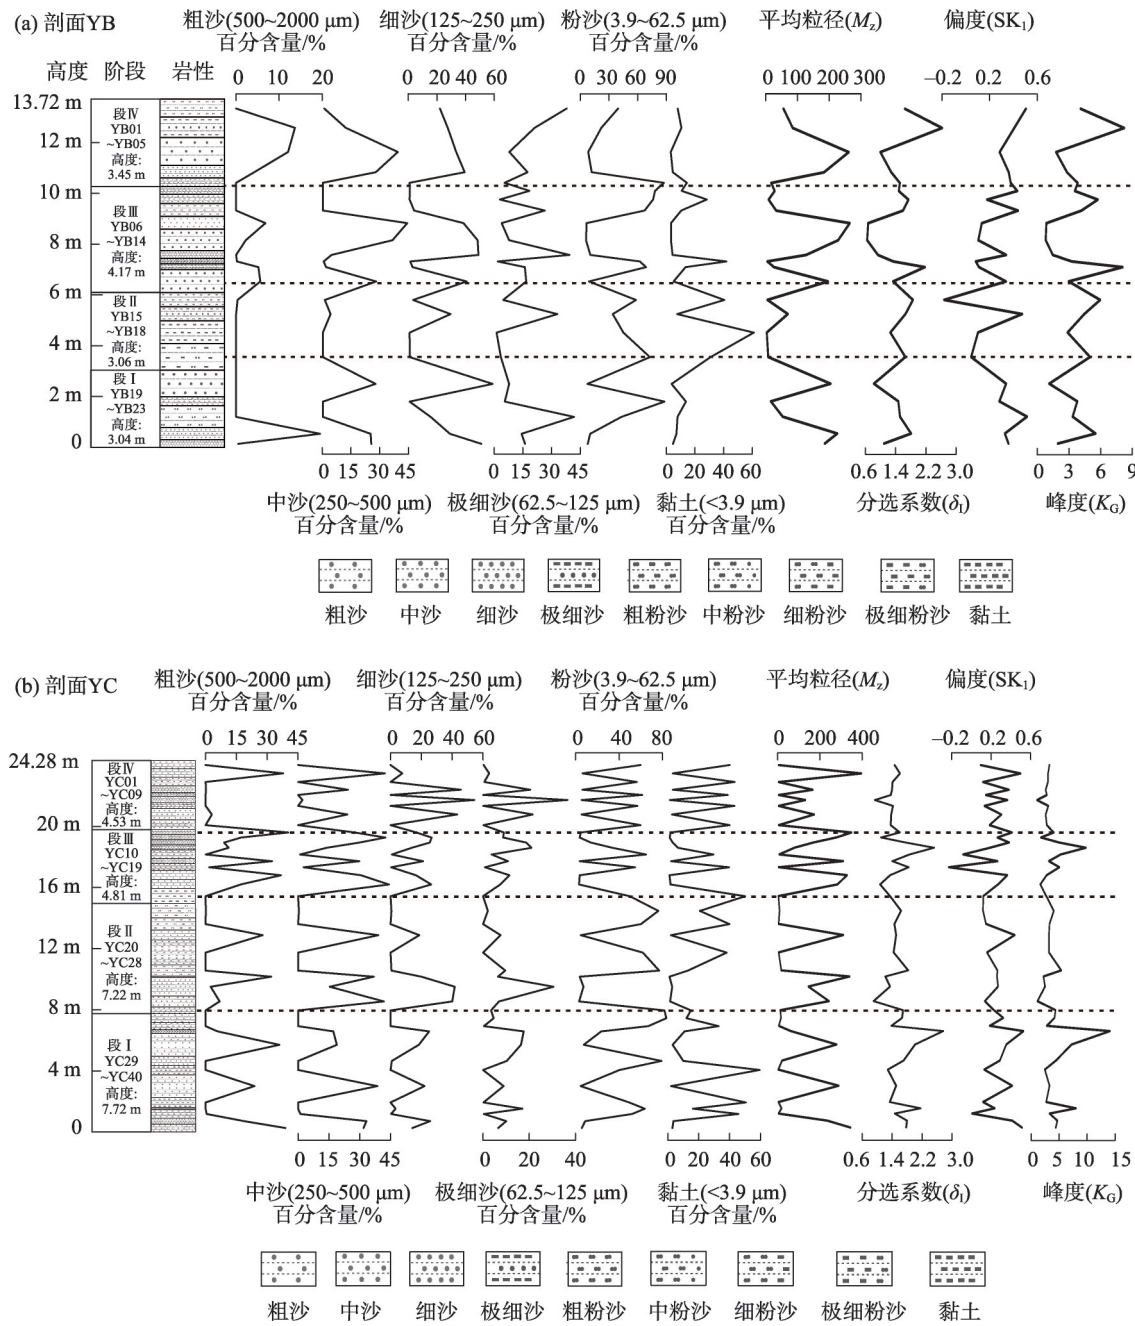 (a) 剖面YB
粗沙(500~2000 μm)
百分含量/%
细沙(125~250 μm)
百分含量/%
粉沙(3.9~62.5 μm)
百分含量/%
平均粒径(Mz)
偏度(SK1)
高度 阶段 岩性
0 10 20
0 20 40 60
0 30 60 90
0 100 200 300
−0.2 0.2 0.6
13.72 m
12 m
10 m
8 m
6 m
4 m
2 m
0
段Ⅳ
YB01
~YB05
高度:
3.45 m
段Ⅲ
YB06
~YB14
高度:
4.17 m
段Ⅱ
YB15
~YB18
高度:
3.06 m
段Ⅰ
YB19
~YB23
高度:
3.04 m
0 15 30 45
0 15 30 45
0 20 40 60
0.6 1.4 2.2 3.0
0 3 6 9
中沙(250~500 μm)
百分含量/%
极细沙(62.5~125 μm)
百分含量/%
黏土(<3.9 μm)
百分含量/%
分选系数(δI)
峰度(KG)
粗沙 中沙 细沙 极细沙 粗粉沙 中粉沙 细粉沙 极细粉沙 黏土
(b) 剖面YC
粗沙(500~2000 μm)
百分含量/%
细沙(125~250 μm)
百分含量/%
粉沙(3.9~62.5 μm)
百分含量/%
平均粒径(Mz)
偏度(SK1)
0 15 30 45
0 20 40 60
0 40 80
0 200 400
−0.2 0.2 0.6
24.28 m
20 m
16 m
12 m
8 m
4 m
0
段Ⅳ
YC01
~YC09
高度:
4.53 m
段Ⅲ
YC10
~YC19
高度:
4.81 m
段Ⅱ
YC20
~YC28
高度:
7.22 m
段Ⅰ
YC29
~YC40
高度:
7.72 m
0 15 30 45
0 20 40
0 20 40 60
0.6 1.4 2.2 3.0
0 5 10 15
中沙(250~500 μm)
百分含量/%
极细沙(62.5~125 μm)
百分含量/%
黏土(<3.9 μm)
百分含量/%
分选系数(δI)
峰度(KG)
粗沙 中沙 细沙 极细沙 粗粉沙 中粉沙 细粉沙 极细粉沙 黏土